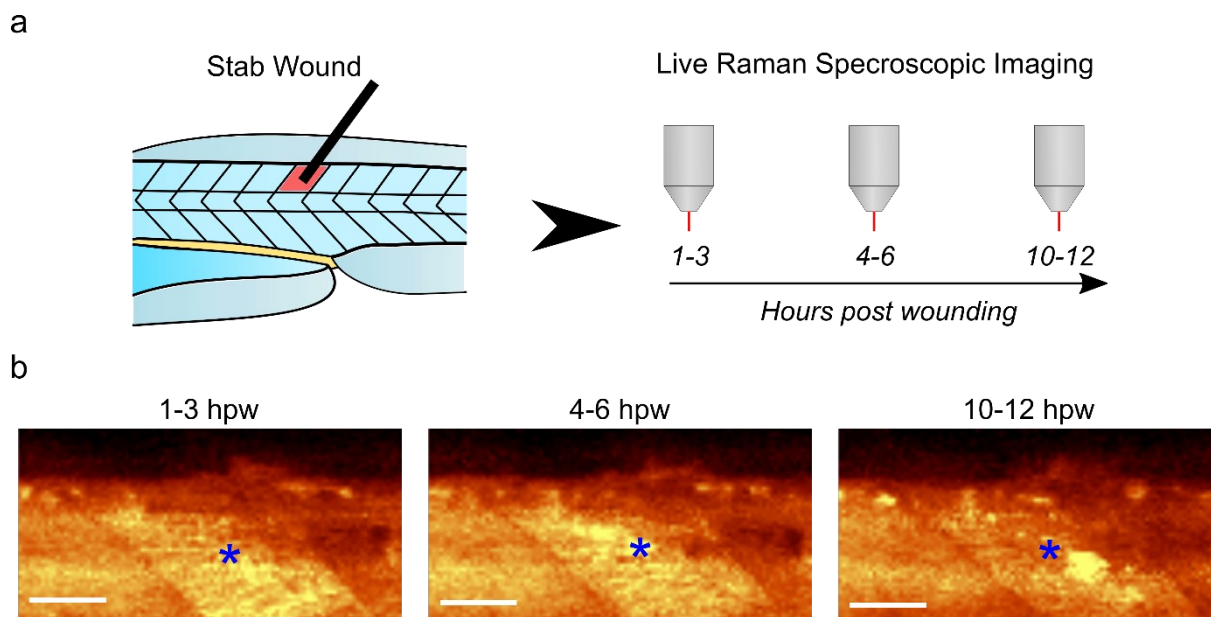 a
Stab Wound
Live Raman Specroscopic Imaging
1-3
4-6
10-12
Hours post wounding
b
1-3 hpw
4-6 hpw
10-12 hpw
*
*
*